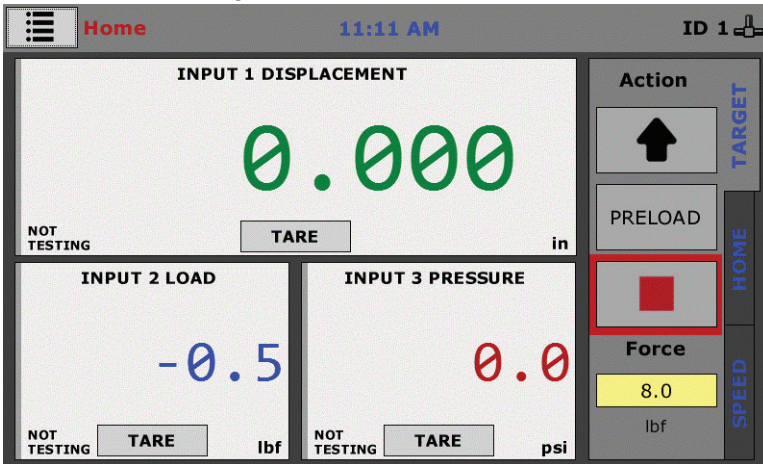 Home
11:11 AM
ID 1
INPUT 1 DISPLACEMENT
0.000
NOT
TESTING
TARE
in
INPUT 2 LOAD
-0.5
NOT
TESTING
TARE
lbf
INPUT 3 PRESSURE
0.0
NOT
TESTING
TARE
psi
Action
PRELOAD
Force
8.0
lbf
TARGET
HOME
SPEED